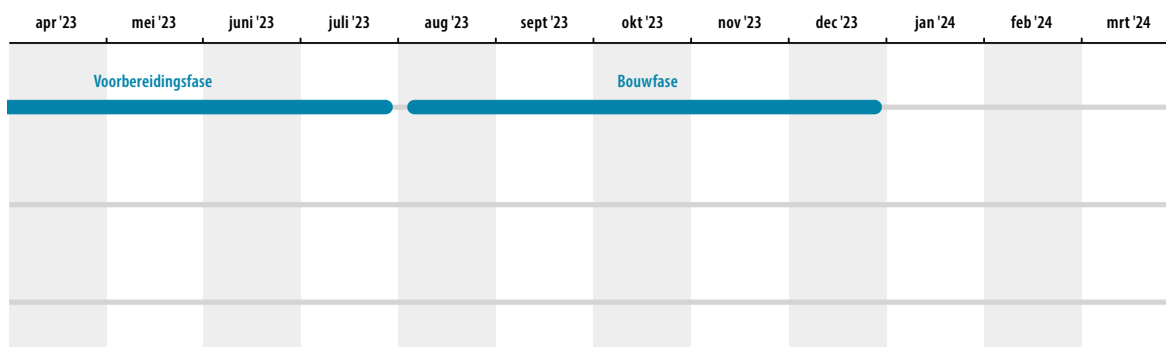 apr '23 mei '23 juni '23 juli '23 aug '23 sept '23 okt '23 nov '23 dec '23 jan '24 feb '24 mrt '24
Voorbereidingsfase Bouwfase